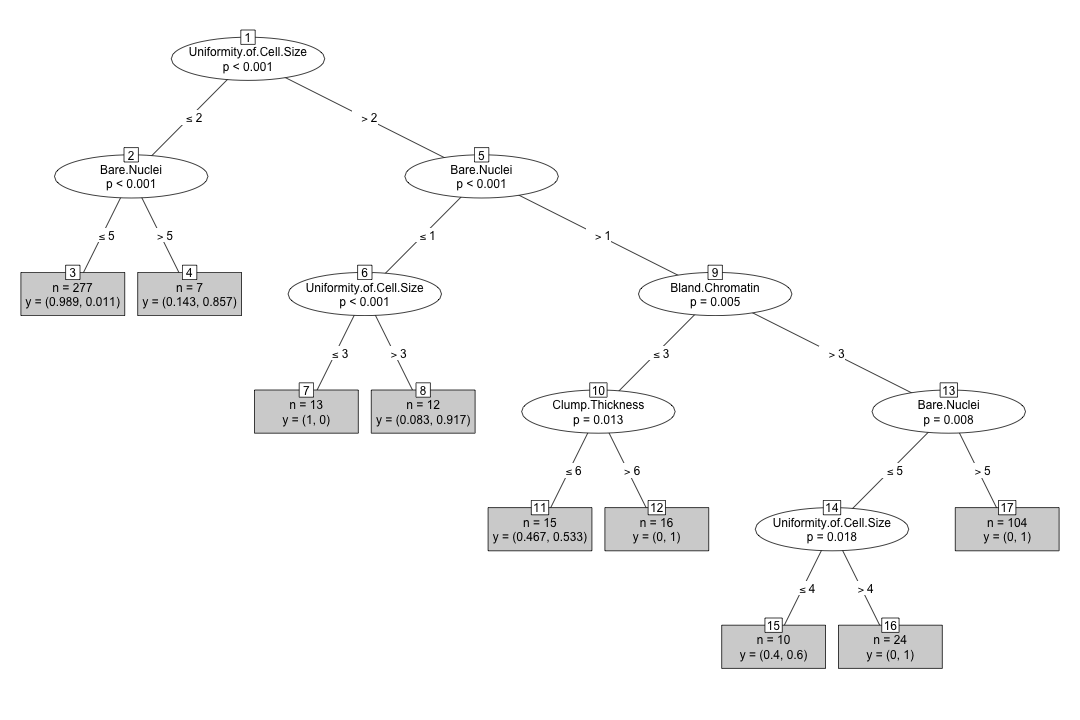 1
Uniformity.of.Cell.Size
p < 0.001
≤ 2
> 2
2
Bare.Nuclei
p < 0.001
5
Bare.Nuclei
p < 0.001
≤ 5
> 5
≤ 1
> 1
3
n = 277
y = (0.989, 0.011)
4
n = 7
y = (0.143, 0.857)
6
Uniformity.of.Cell.Size
p < 0.001
9
Bland.Chromatin
p = 0.005
≤ 3
> 3
≤ 3
> 3
7
n = 13
y = (1, 0)
8
n = 12
y = (0.083, 0.917)
10
Clump.Thickness
p = 0.013
13
Bare.Nuclei
p = 0.008
≤ 6
> 6
≤ 5
> 5
11
n = 15
y = (0.467, 0.533)
12
n = 16
y = (0, 1)
14
Uniformity.of.Cell.Size
p = 0.018
17
n = 104
y = (0, 1)
≤ 4
> 4
15
n = 10
y = (0.4, 0.6)
16
n = 24
y = (0, 1)